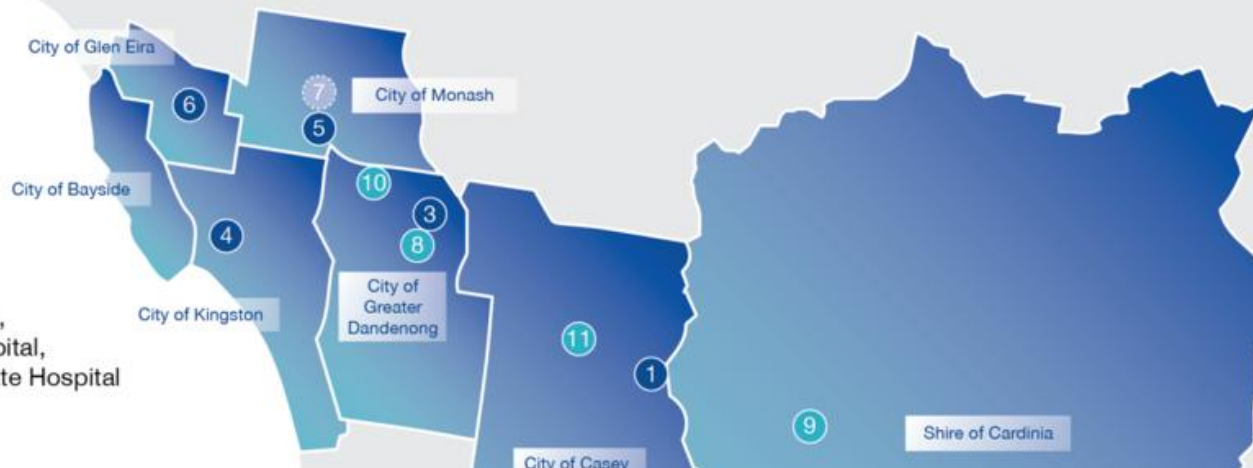 City of Glen Eira
7
City of Monash
6
5
10
City of Bayside
3
4
8
City of
Greater
Dandenong
City of Kingston
,
pital,
te Hospital
11
1
9
Shire of Cardinia
City of Casey